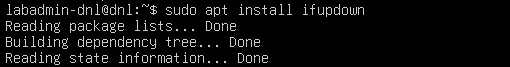 labadmin-dnl@dnl:~$ sudo apt install ifupdown
Reading package lists... Done
Building dependency tree... Done
Reading state information... Done